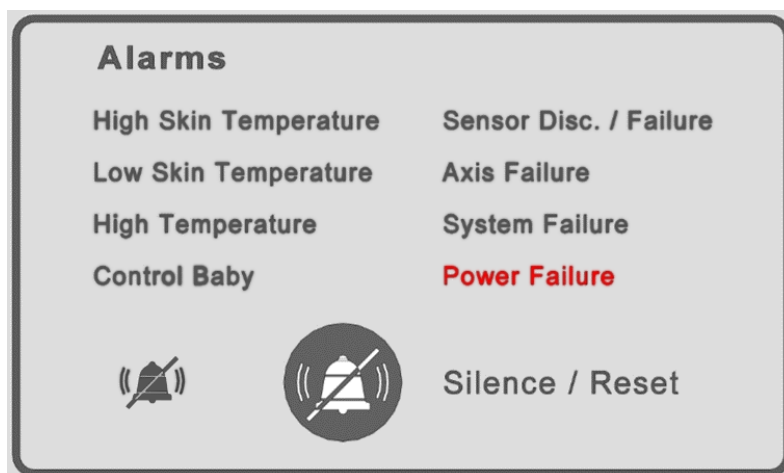 Alarms
High Skin Temperature
Low Skin Temperature
High Temperature
Control Baby
Sensor Disc. / Failure
Axis Failure
System Failure
Power Failure
Silence / Reset